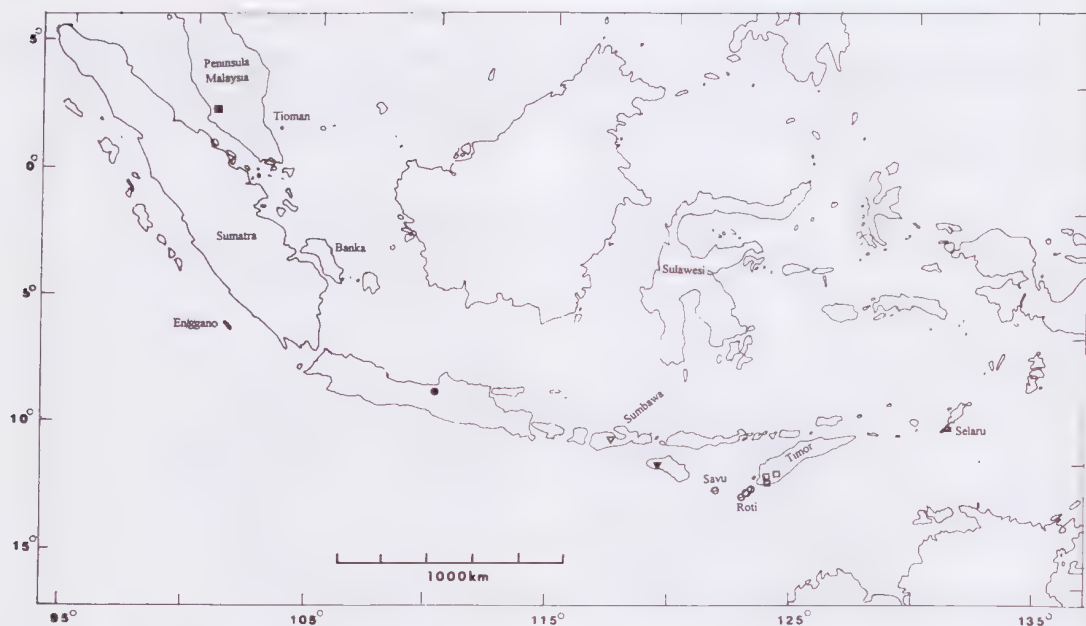 5°
Peninsula
Malaysia
Tioman
0°
Sumatra
Banka
Sulawesi
5°
Enggano
Sumbawa
10°
Selaru
Timor
Savu
Roti
15°
1000km
95°
105°
115°
125°
135°